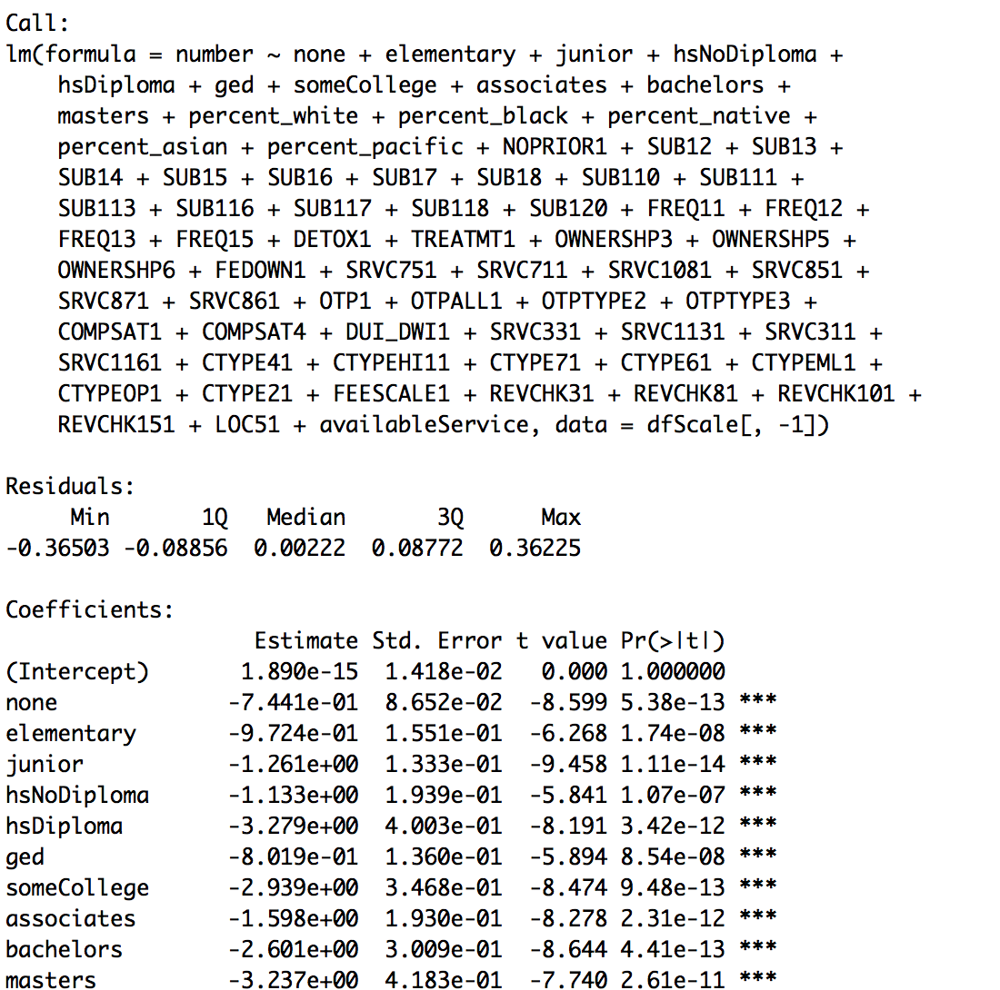 Call:
lm(formula = number ~ none + elementary + junior + hsNoDiploma +
    hsDiploma + ged + someCollege + associates + bachelors +
    masters + percent_white + percent_black + percent_native +
    percent_asian + percent_pacific + NOPRIOR1 + SUB12 + SUB13 +
    SUB14 + SUB15 + SUB16 + SUB17 + SUB18 + SUB110 + SUB111 +
    SUB113 + SUB116 + SUB117 + SUB118 + SUB120 + FREQ11 + FREQ12 +
    FREQ13 + FREQ15 + DETOX1 + TREATMT1 + OWNERSHP3 + OWNERSHP5 +
    OWNERSHP6 + FEDOWN1 + SRVC751 + SRVC711 + SRVC1081 + SRVC851 +
    SRVC871 + SRVC861 + OTP1 + OTPALL1 + OTPTYPE2 + OTPTYPE3 +
    COMPSAT1 + COMPSAT4 + DUI_DWI1 + SRVC331 + SRVC1131 + SRVC311 +
    SRVC1161 + CTYPE41 + CTYPEHI11 + CTYPE71 + CTYPE61 + CTYPEML1 +
    CTYPEOP1 + CTYPE21 + FEESCALE1 + REVCHK31 + REVCHK81 + REVCHK101 +
    REVCHK151 + LOC51 + availableService, data = dfScale[, -1])
Residuals:
     Min       1Q   Median       3Q      Max
-0.36503 -0.08856  0.00222  0.08772  0.36225
Coefficients:
                   Estimate Std. Error t value Pr(>|t|)
(Intercept)       1.890e-15  1.418e-02   0.000 1.000000
none             -7.441e-01  8.652e-02  -8.599 5.38e-13 ***
elementary       -9.724e-01  1.551e-01  -6.268 1.74e-08 ***
junior           -1.261e+00  1.333e-01  -9.458 1.11e-14 ***
hsNoDiploma      -1.133e+00  1.939e-01  -5.841 1.07e-07 ***
hsDiploma        -3.279e+00  4.003e-01  -8.191 3.42e-12 ***
ged              -8.019e-01  1.360e-01  -5.894 8.54e-08 ***
someCollege      -2.939e+00  3.468e-01  -8.474 9.48e-13 ***
associates       -1.598e+00  1.930e-01  -8.278 2.31e-12 ***
bachelors        -2.601e+00  3.009e-01  -8.644 4.41e-13 ***
masters          -3.237e+00  4.183e-01  -7.740 2.61e-11 ***